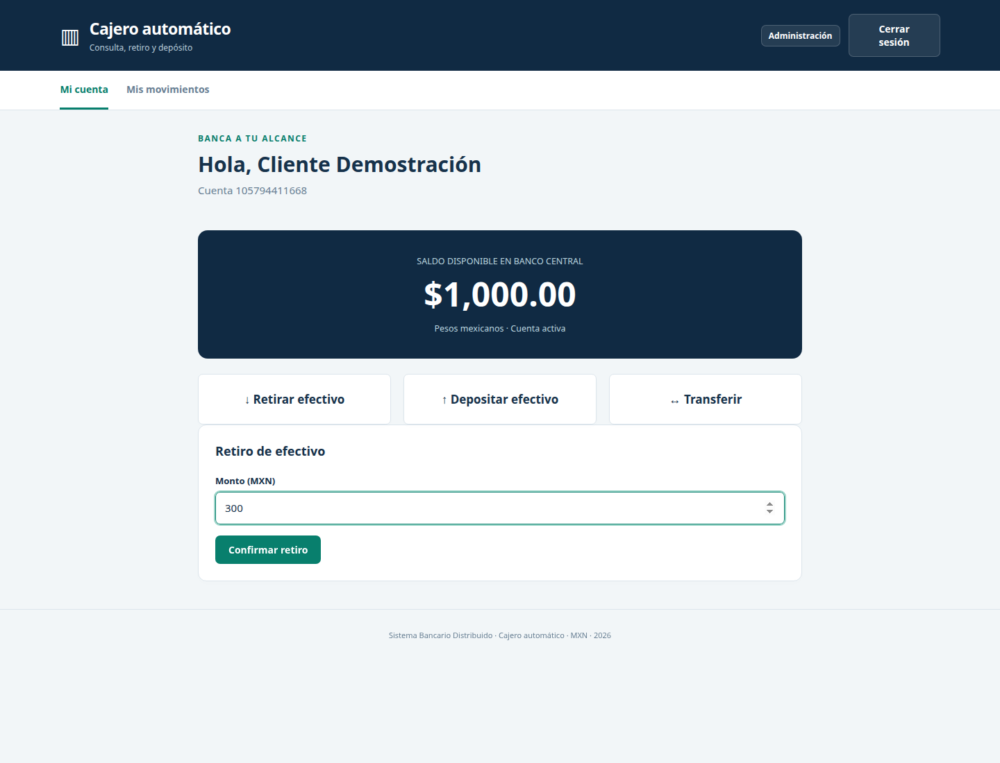 Cajero automático
Consulta, retiro y depósito
Administración
Cerrar
sesión
Mi cuenta
Mis movimientos
BANCA A TU ALCANCE
Hola, Cliente Demostración
Cuenta 105794411668
SALDO DISPONIBLE EN BANCO CENTRAL
$1,000.00
Pesos mexicanos · Cuenta activa
↓ Retirar efectivo
↑ Depositar efectivo
↔ Transferir
Retiro de efectivo
Monto (MXN)
300
Confirmar retiro
Sistema Bancario Distribuido · Cajero automático · MXN · 2026